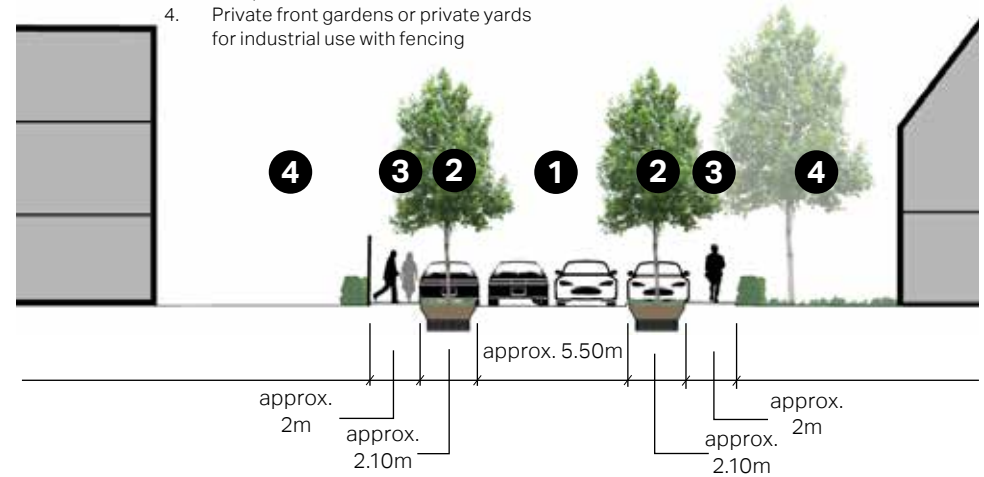 4. Private front gardens or private yards
for industrial use with fencing
4 3 2 1 2 3 4
approx. 5.50m
approx.
2m
approx.
2.10m
approx.
2m
approx.
2.10m